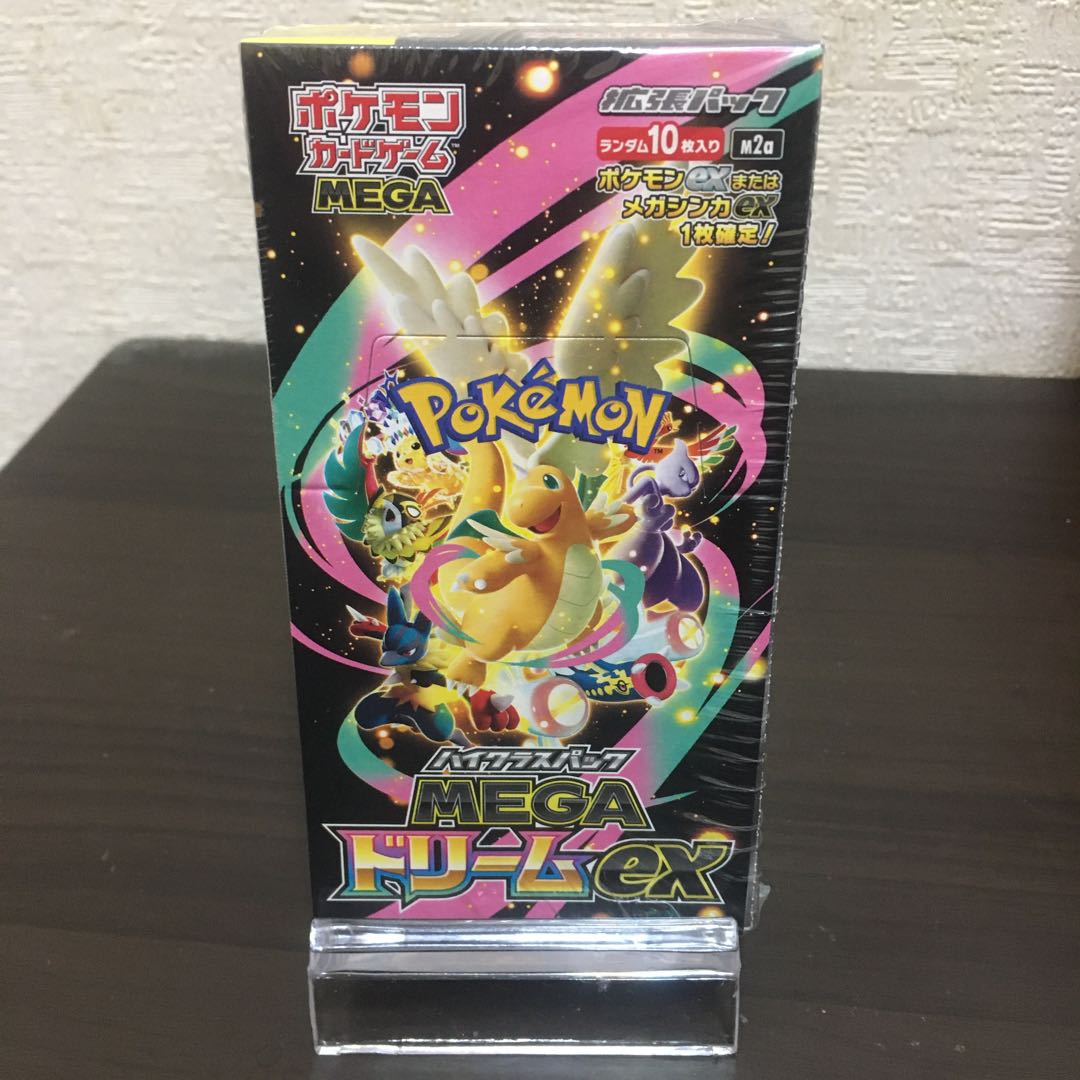 ポケモン
カードゲーム™
MEGA
拡張パック
ランダム10枚入り M2a
ポケモンexまたは
メガシンカex
1枚確定!
POKéMON™
ハイクラスパック
MEGA
ドリームex